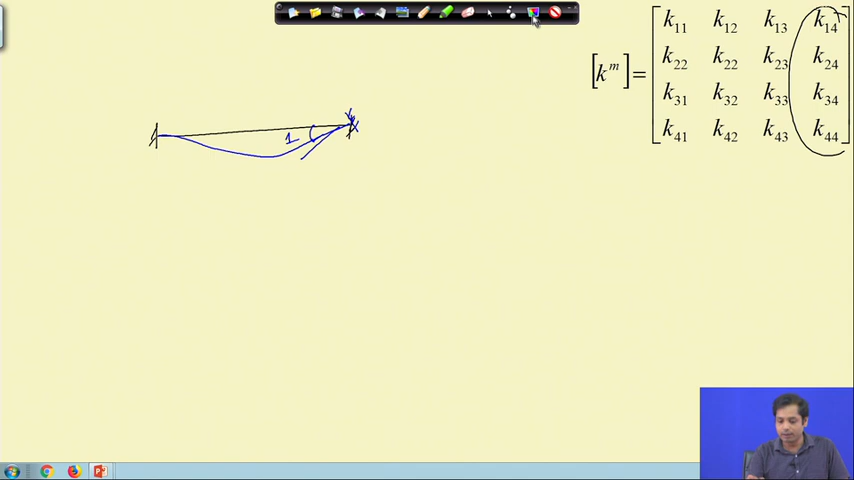 k11 k12 k13 k14
[k^m] = k22 k22 k23 k24
k31 k32 k33 k34
k41 k42 k43 k44
1